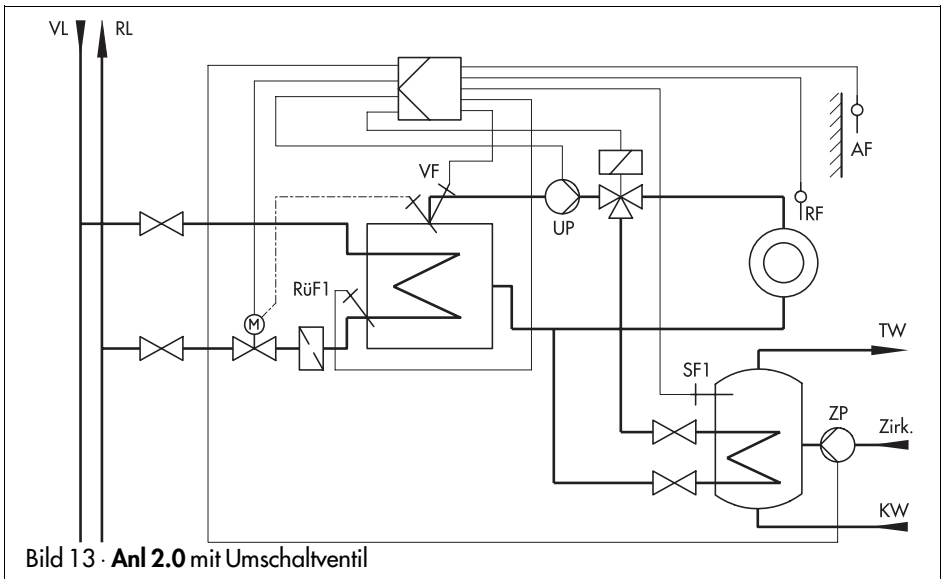 VL
RL
VF
AF
RF
UP
RüF1
M
TW
SF1
ZP
Zirk.
KW
Bild 13 · Anl 2.0 mit Umschaltventil